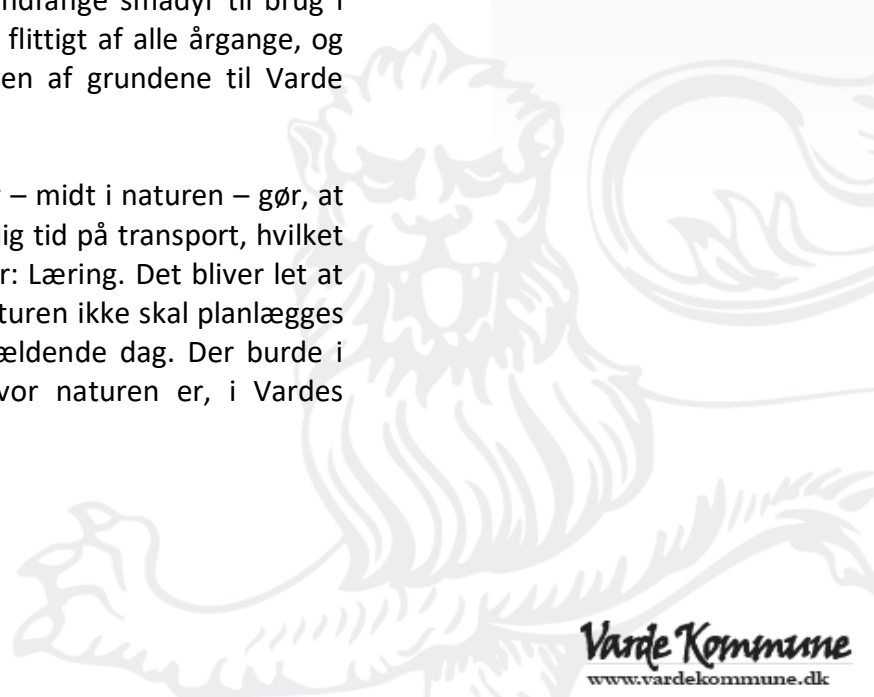 smådyr til brug i
flittigt af alle årgange, og
en af grundene til Varde
– midt i naturen – gør, at
lig tid på transport, hvilket
r: Læring. Det bliver let at
turen ikke skal planlægges
ældende dag. Der burde i
vor naturen er, i Vardes
Varde Kommune
www.vardekommune.dk